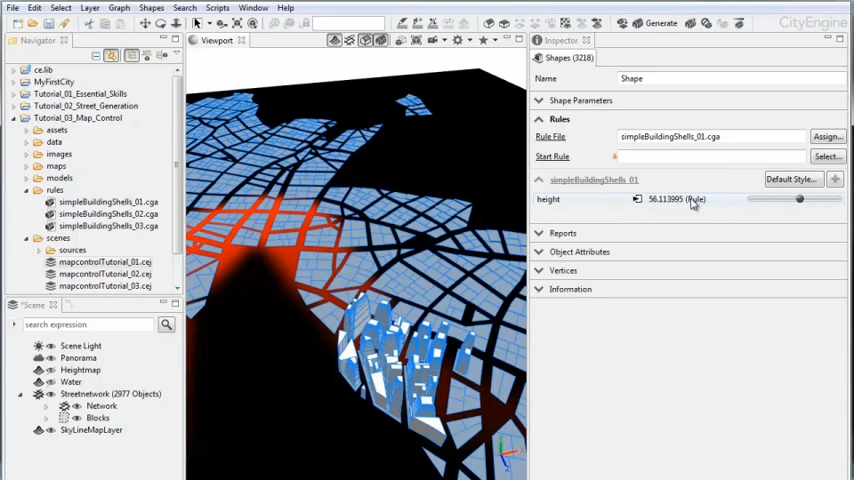 File Edit Select Layer Graph Shapes Search Scripts Window Help
Generate
CityEngine
Navigator
ce.lib
MyFirstCity
Tutorial_01_Essential_Skills
Tutorial_02_Street_Generation
Tutorial_03_Map_Control
assets
data
images
maps
models
rules
simpleBuildingShells_01.cga
simpleBuildingShells_02.cga
simpleBuildingShells_03.cga
scenes
sources
mapcontrolTutorial_01.cej
mapcontrolTutorial_02.cej
mapcontrolTutorial_03.cej
*Scene
search expression
Scene Light
Panorama
Heightmap
Water
Streetnetwork (2977 Objects)
Network
Blocks
SkyLineMapLayer
Viewport
Inspector
Shapes (3218)
Name Shape
Shape Parameters
Rules
Rule File simpleBuildingShells_01.cga Assign...
Start Rule Select...
simpleBuildingShells_01 Default Style...
height 56.113995 (Rule)
Reports
Object Attributes
Vertices
Information